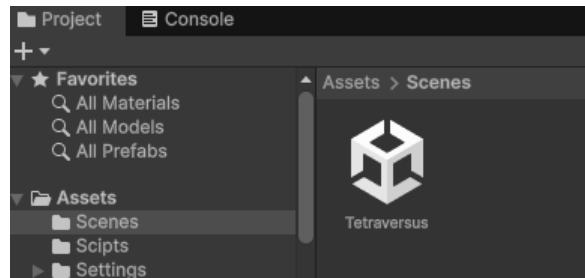 Project
Console
Favorites
All Materials
All Models
All Prefabs
Assets
Scenes
Scipts
Settings
Assets > Scenes
Tetraversus